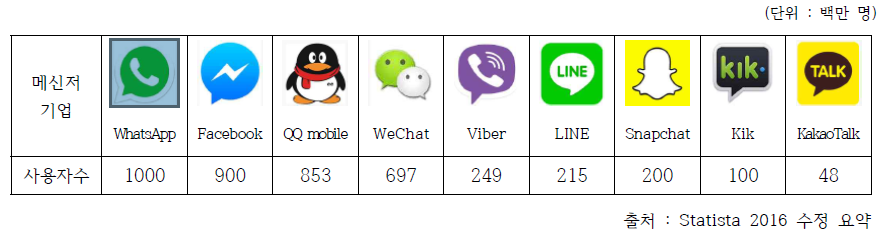 (단위 : 백만 명)
메신저
기업
LINE
kik·
TALK
WhatsApp Facebook QQ mobile WeChat Viber LINE Snapchat Kik KakaoTalk
사용자수 1000 900 853 697 249 215 200 100 48
출처 : Statista 2016 수정 요약